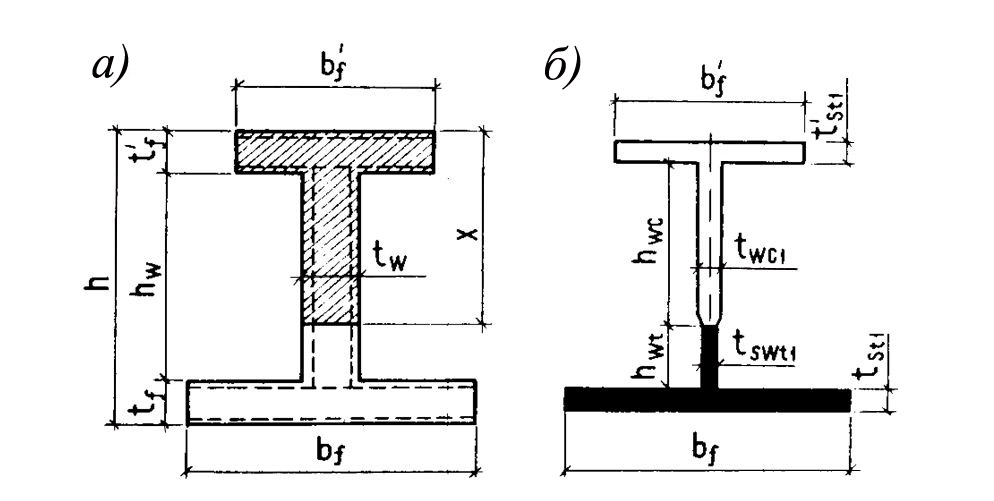 а)
b'f
t'f
h
hw
tf
tw
x
bf
б)
b'f
t'st1
hwc
twc1
hwt
tswt1
tst1
bf